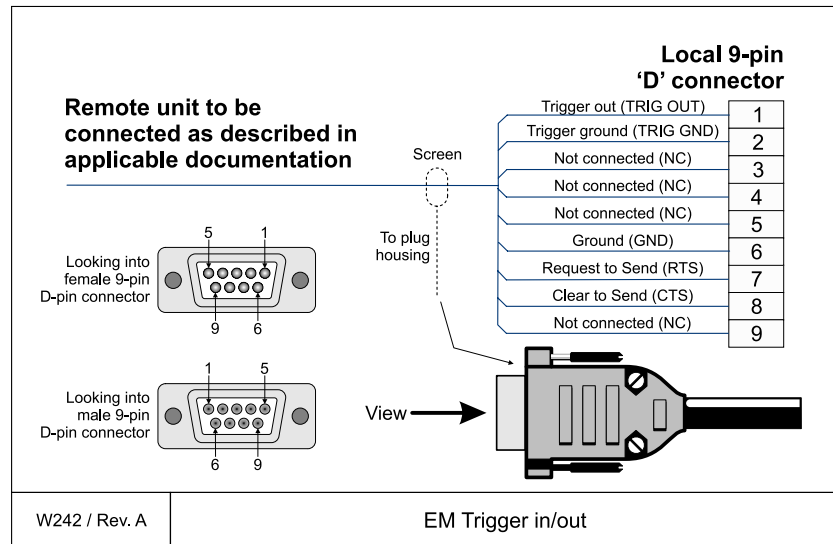 Local 9-pin
'D' connector
Remote unit to be
connected as described in
applicable documentation
Screen
To plug
housing
Trigger out (TRIG OUT)
1
Trigger ground (TRIG GND)
2
Not connected (NC)
3
Not connected (NC)
4
Not connected (NC)
5
Ground (GND)
6
Request to Send (RTS)
7
Clear to Send (CTS)
8
Not connected (NC)
9
5 1
Looking into
female 9-pin
D-pin connector
9 6
1 5
Looking into
male 9-pin
D-pin connector
6 9
View
W242 / Rev. A
EM Trigger in/out